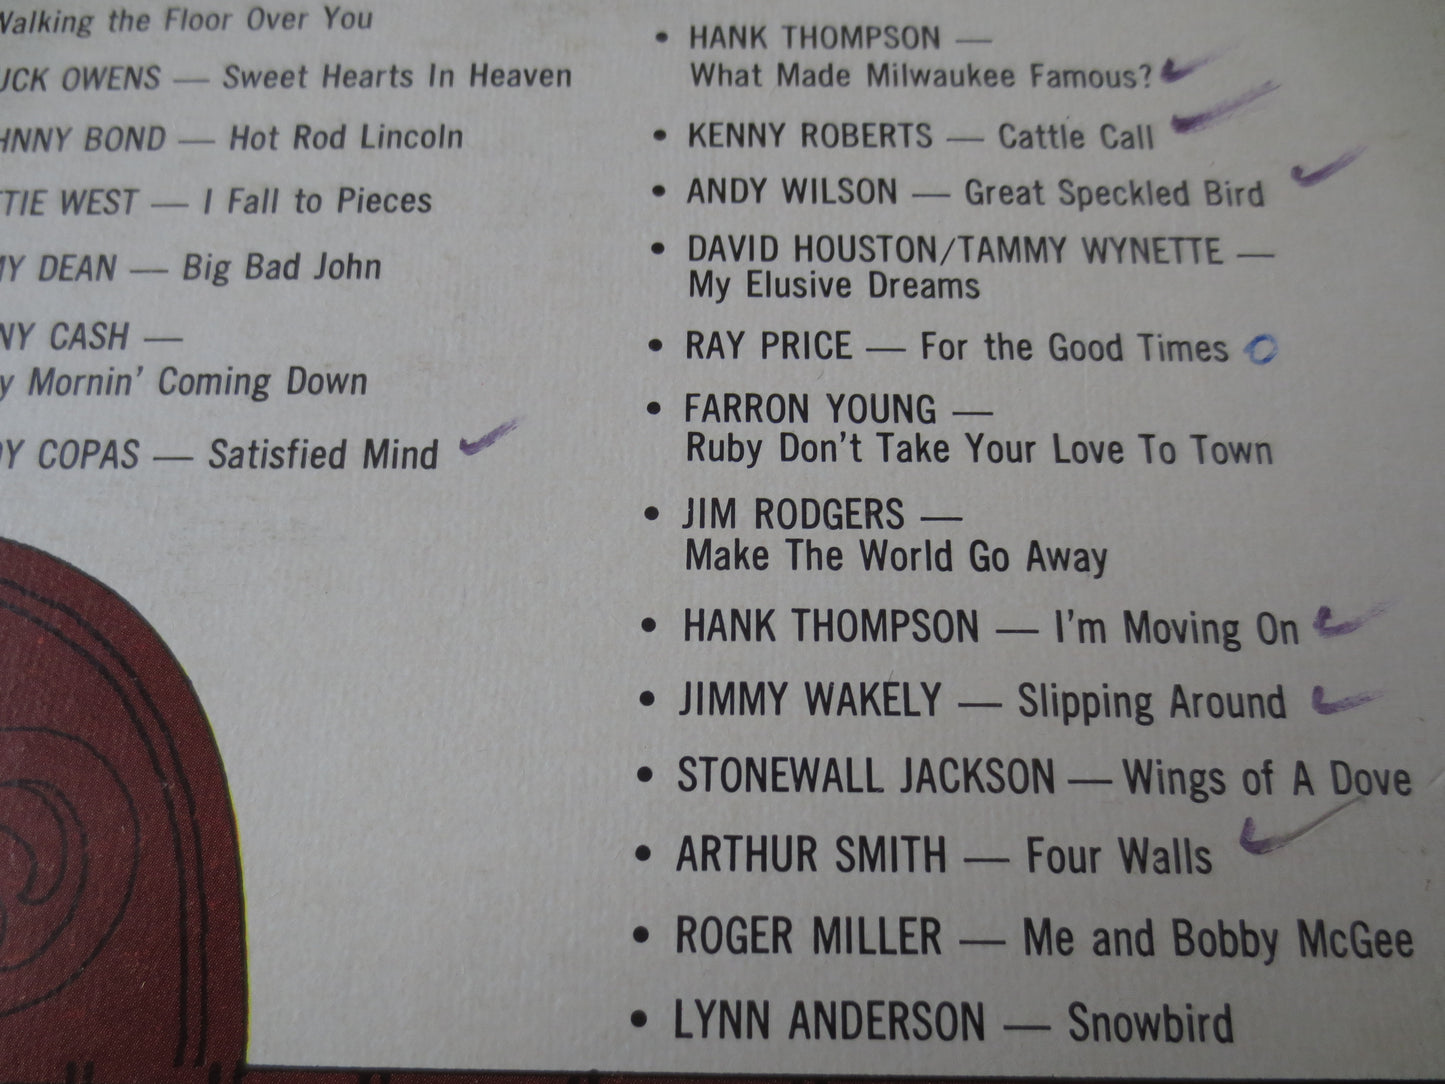 Walking the Floor Over You
UCK OWENS — Sweet Hearts In Heaven
HNNY BOND — Hot Rod Lincoln
TTIE WEST — I Fall to Pieces
MY DEAN — Big Bad John
NY CASH —
y Mornin' Coming Down
OY COPAS — Satisfied Mind
• HANK THOMPSON —
What Made Milwaukee Famous?
• KENNY ROBERTS — Cattle Call
• ANDY WILSON — Great Speckled Bird
• DAVID HOUSTON/TAMMY WYNETTE —
My Elusive Dreams
• RAY PRICE — For the Good Times
• FARRON YOUNG —
Ruby Don't Take Your Love To Town
• JIM RODGERS —
Make The World Go Away
• HANK THOMPSON — I'm Moving On
• JIMMY WAKELY — Slipping Around
• STONEWALL JACKSON — Wings of A Dove
• ARTHUR SMITH — Four Walls
• ROGER MILLER — Me and Bobby McGee
• LYNN ANDERSON — Snowbird